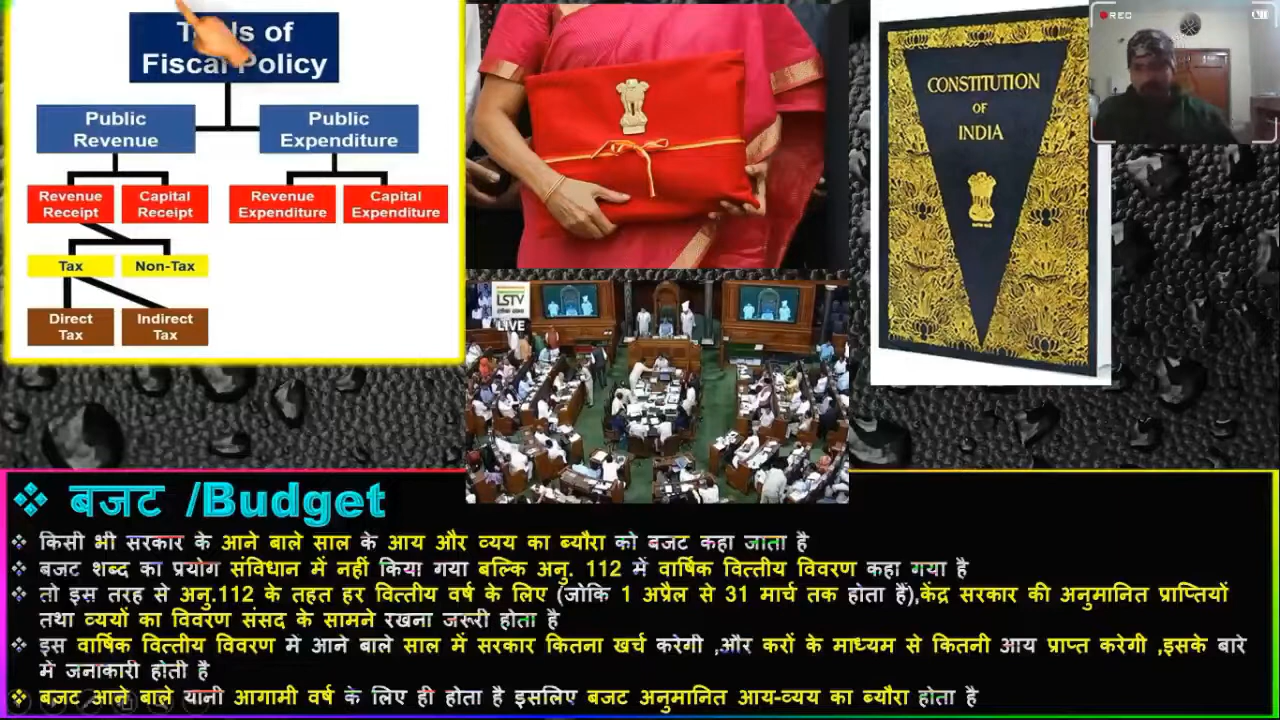 Tools of
Fiscal Policy
Public
Revenue
Public
Expenditure
Revenue
Receipt
Capital
Receipt
Revenue
Expenditure
Capital
Expenditure
Tax
Non-Tax
Direct
Tax
Indirect
Tax
LSTV
LIVE
CONSTITUTION
OF
INDIA
REC
❖ बजट /Budget
❖ किसी भी सरकार के आने बाले साल के आय और व्यय का ब्यौरा को बजट कहा जाता है
❖ बजट शब्द का प्रयोग संविधान में नहीं किया गया बल्कि अनु. 112 में वार्षिक वित्तीय विवरण कहा गया है
❖ तो इस तरह से अनु.112 के तहत हर वित्तीय वर्ष के लिए (जोकि 1 अप्रैल से 31 मार्च तक होता है),केंद्र सरकार की अनुमानित प्राप्तियों
तथा व्ययों का विवरण संसद के सामने रखना जरूरी होता है
❖ इस वार्षिक वित्तीय विवरण मे आने बाले साल में सरकार कितना खर्च करेगी ,और करों के माध्यम से कितनी आय प्राप्त करेगी ,इसके बारे
मे जनकारी होती है
❖ बजट आने बाले यानी आगामी वर्ष के लिए ही होता है इसलिए बजट अनुमानित आय-व्यय का ब्यौरा होता है